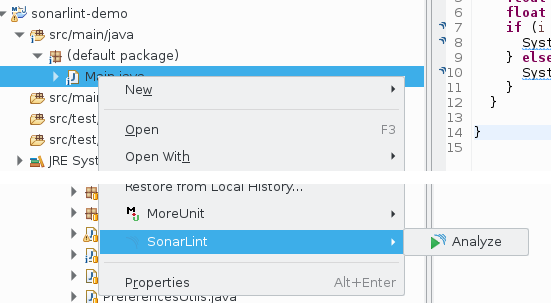 sonarlint-demo
src/main/java
(default package)
Main.java
src/main
src/test,
src/test,
JRE Syst
New
Open F3
Open With
Restore from Local History...
MoreUnit
SonarLint
Analyze
Properties Alt+Enter
PreferencesUtils.java
6 float
7 if (i
8 Syst
9 } else
10 Syst
11 }
12 }
13
14 }
15